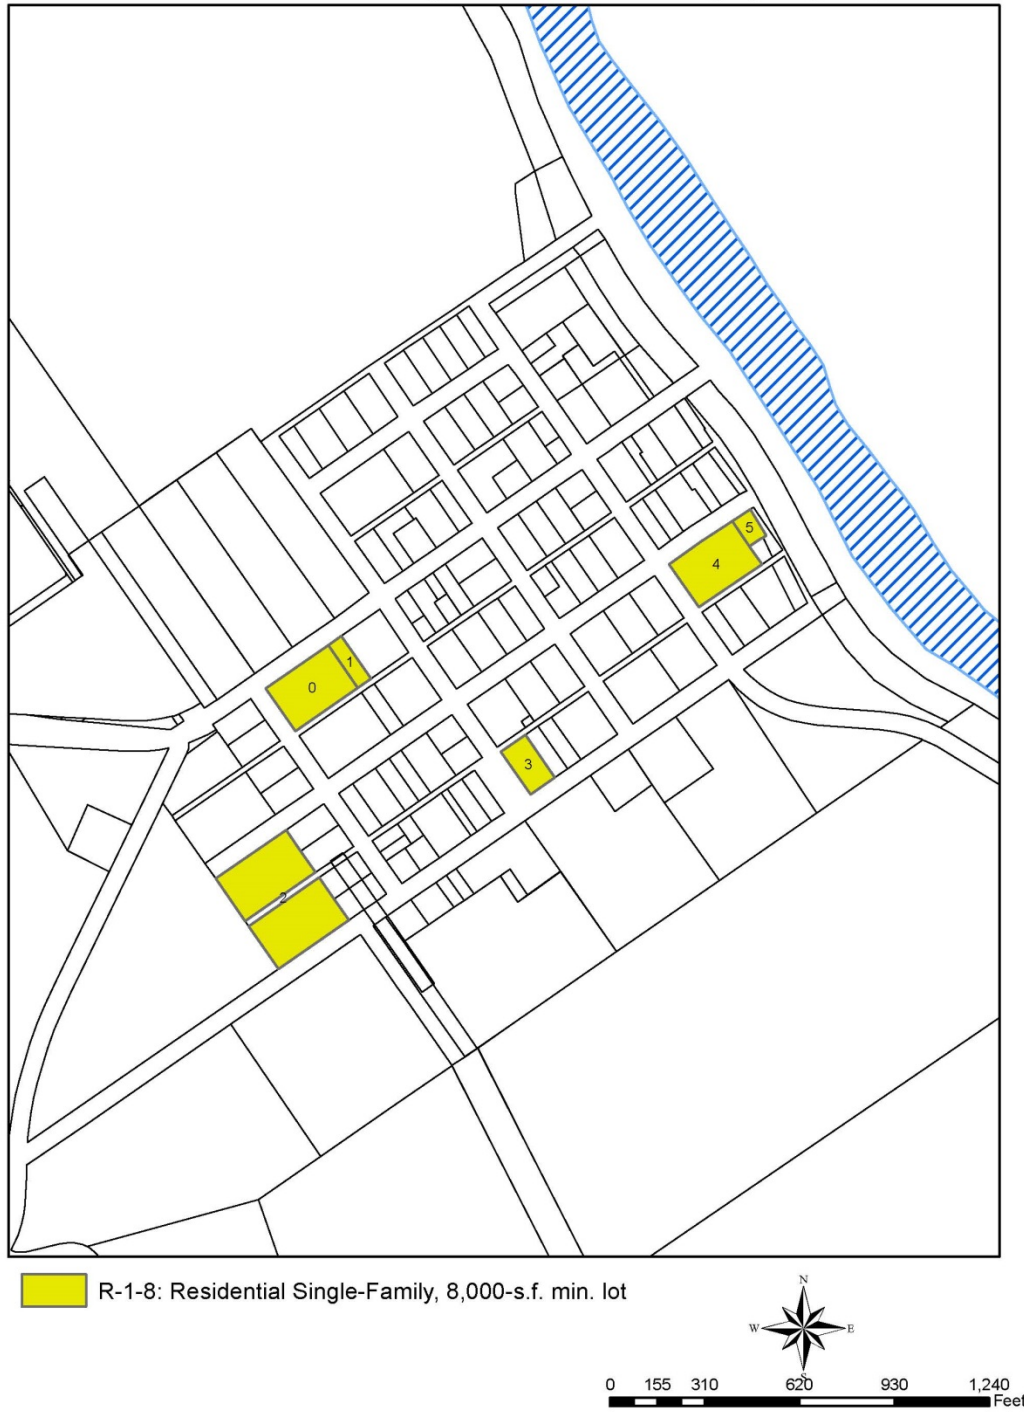 5
4
1
0
3
2
R-1-8: Residential Single-Family, 8,000-s.f. min. lot
N
W E
S
0 155 310 620 930 1,240
Feet